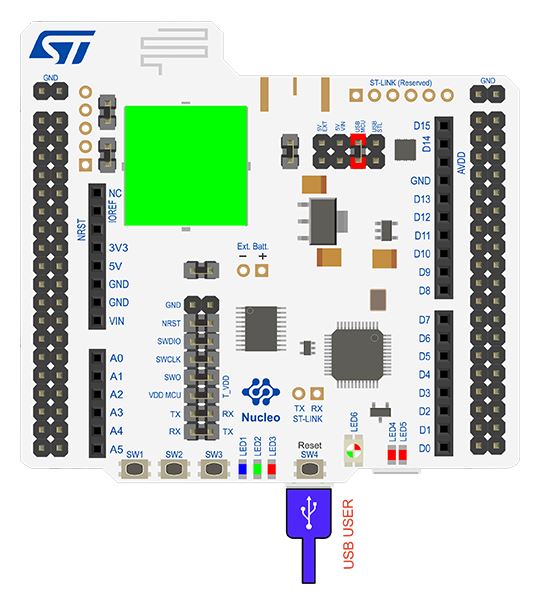 ST
GND
ST-LINK (Reserved)
GND
5V EXT
5V VIN
USB MCU
USB STL
D15
D14
AVDD
GND
D13
D12
D11
D10
D9
D8
NC
IOREF
NRST
3V3
5V
GND
GND
VIN
Ext. Batt.
- +
GND
NRST
SWDIO
SWCLK
SWO
VDD MCU T_VDD
TX RX
RX TX
A0
A1
A2
A3
A4
A5
Nucleo
TX RX
ST-LINK
D7
D6
D5
D4
D3
D2
D1
D0
SW1
SW2
SW3
LED1
LED2
LED3
Reset
SW4
LED6
LED4
LED5
USB USER